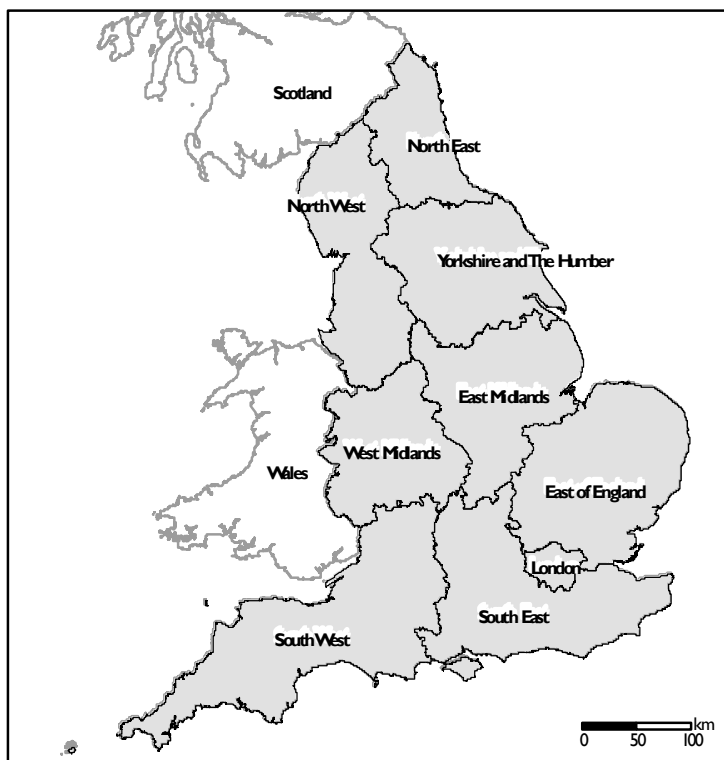 Scotland
North East
North West
Yorkshire and The Humber
East Midlands
West Midlands
Wales
East of England
London
South East
South West
km
0 50 100